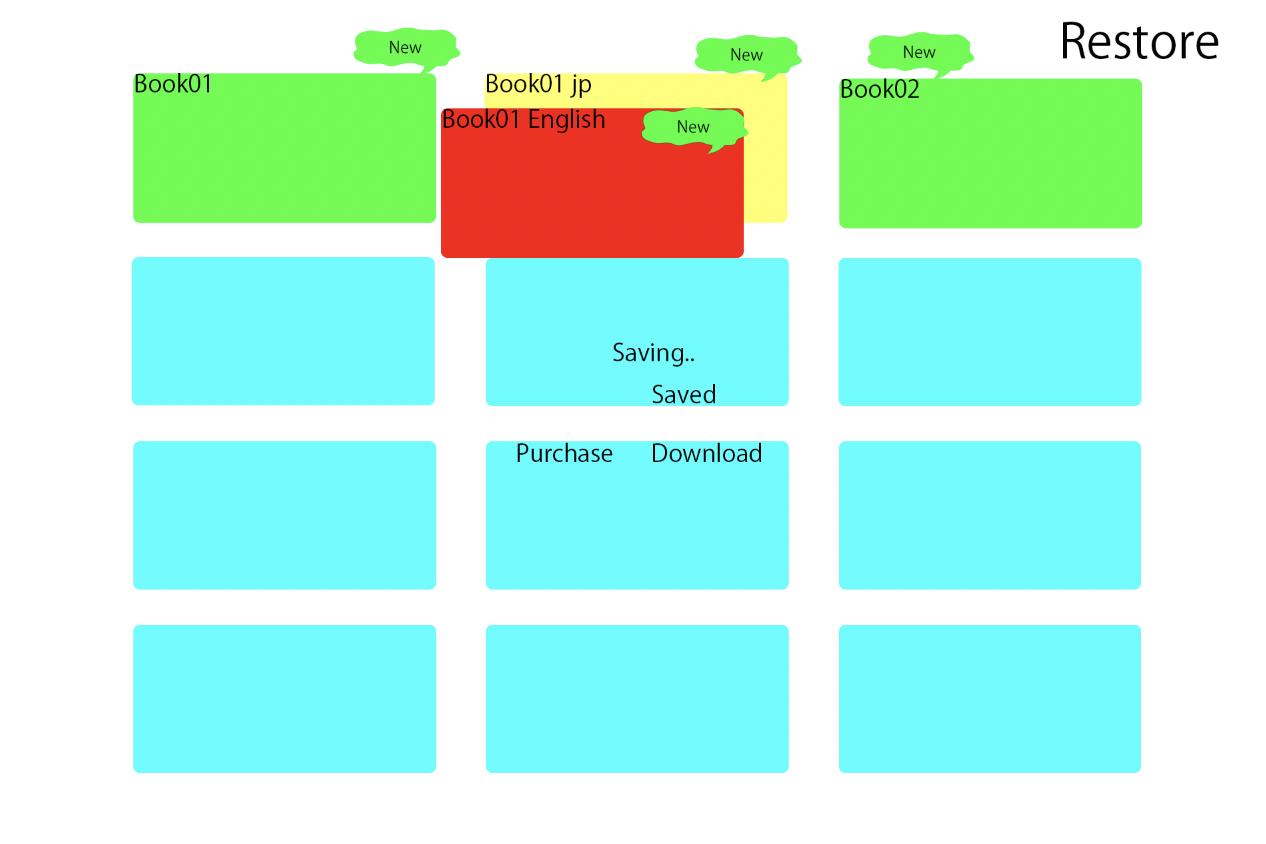 Restore
New
New
New
Book01
Book01 jp
Book02
Book01 English
New
Saving..
Saved
Purchase
Download